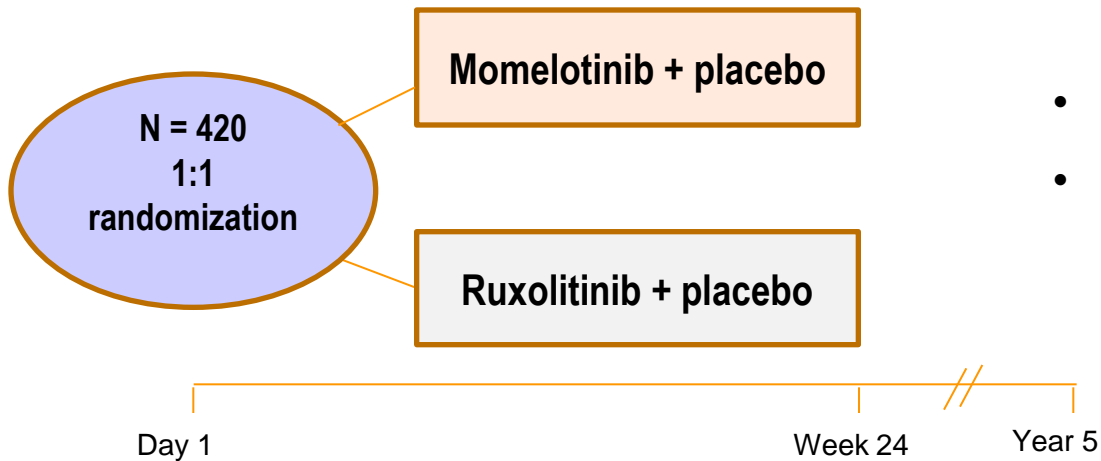 N = 420
1:1
randomization
Momelotinib + placebo
•
•
Ruxolitinib + placebo
Day 1
Week 24
Year 5